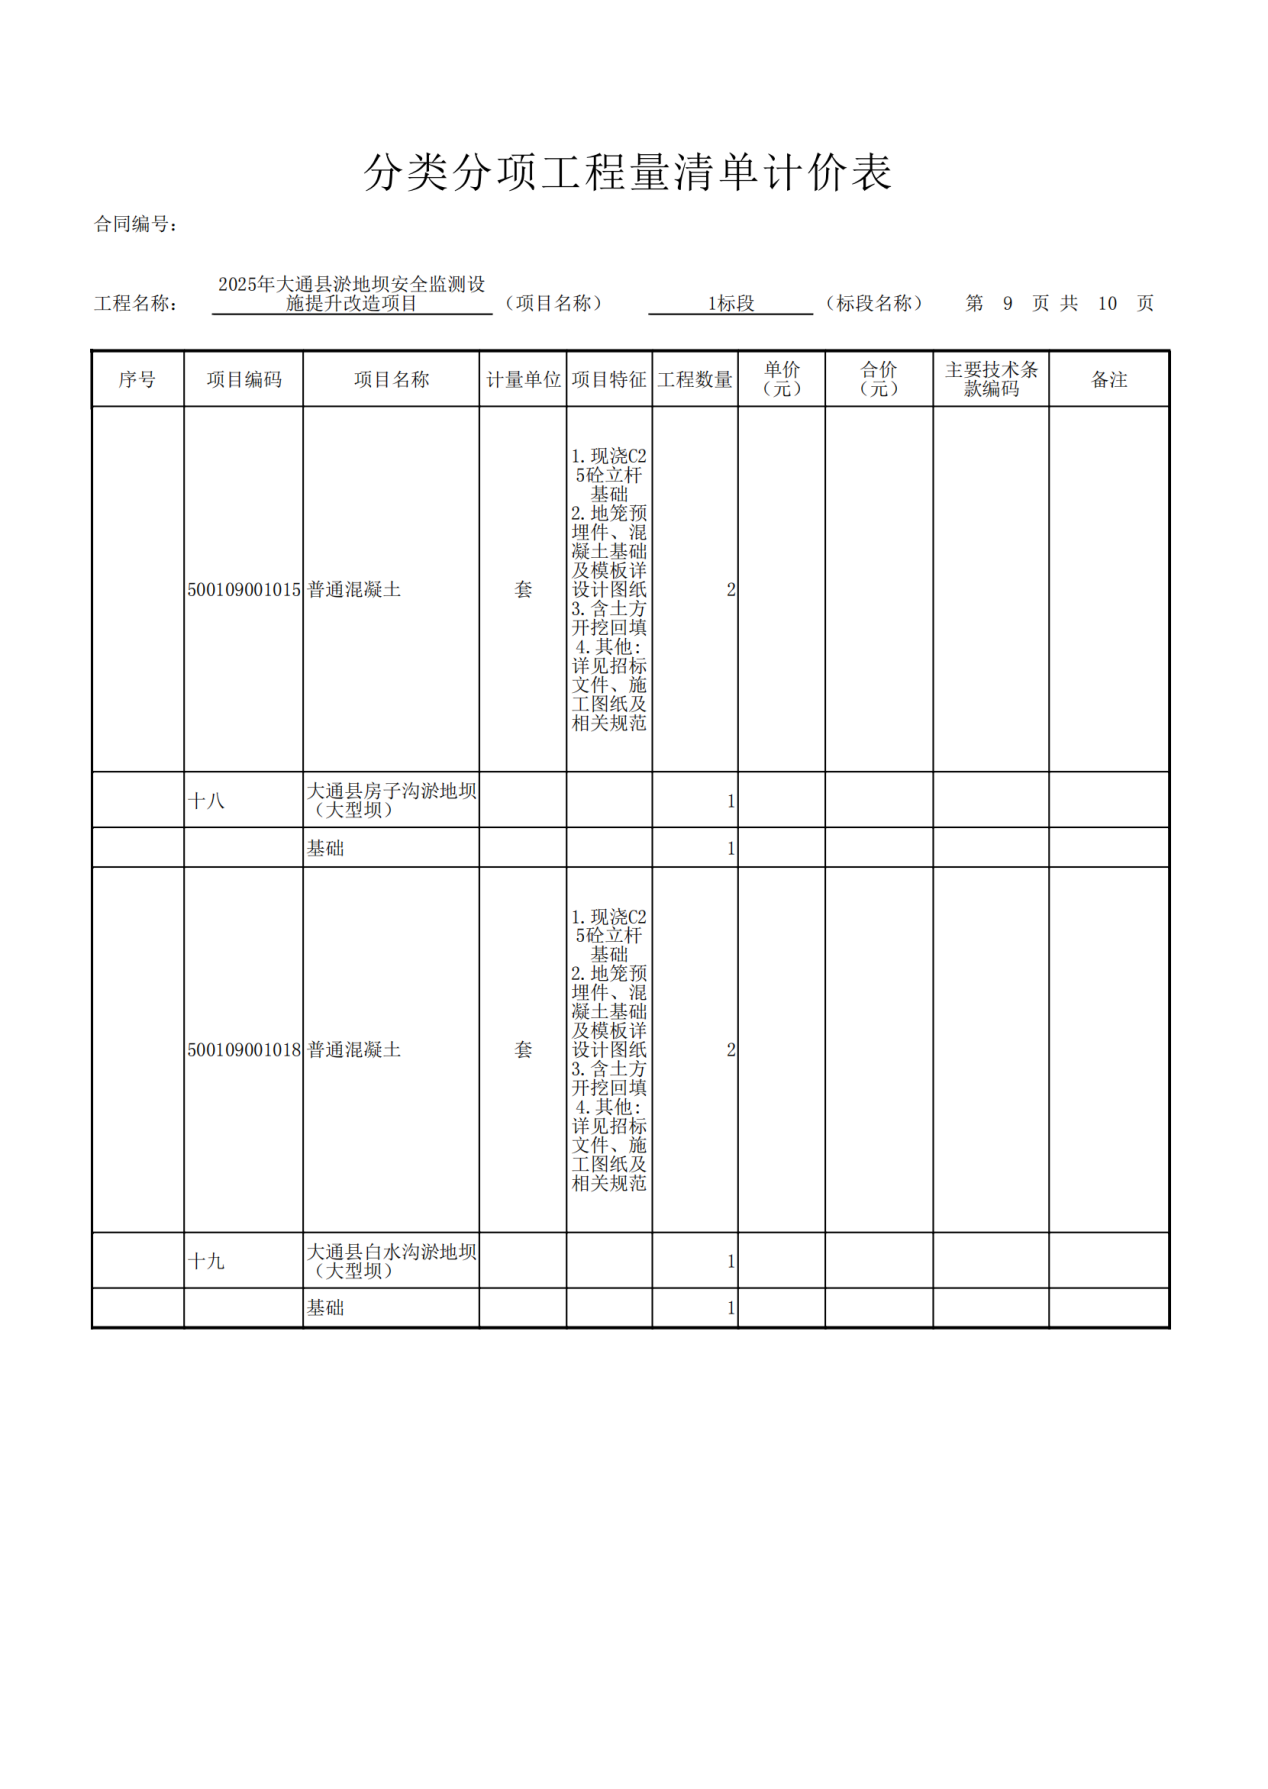 分类分项工程量清单计价表
合同编号:
2025年大通县淤地坝安全监测设
工程名称: 施提升改造项目 （项目名称） 1标段 （标段名称） 第 9 页 共 10 页
序号 项目编码 项目名称 计量单位 项目特征 工程数量 单价（元） 合价（元） 主要技术条款编码 备注
1.现浇C2
5砼立杆
基础
2.地笼预
埋件、混
凝土基础
及模板详
500109001015 普通混凝土 套 设计图纸 2
3.含土方
开挖回填
4.其他:
详见招标
文件、施
工图纸及
相关规范
十八 大通县房子沟淤地坝 1
（大型坝）
基础 1
1.现浇C2
5砼立杆
基础
2.地笼预
埋件、混
凝土基础
及模板详
500109001018 普通混凝土 套 设计图纸 2
3.含土方
开挖回填
4.其他:
详见招标
文件、施
工图纸及
相关规范
十九 大通县白水沟淤地坝 1
（大型坝）
基础 1